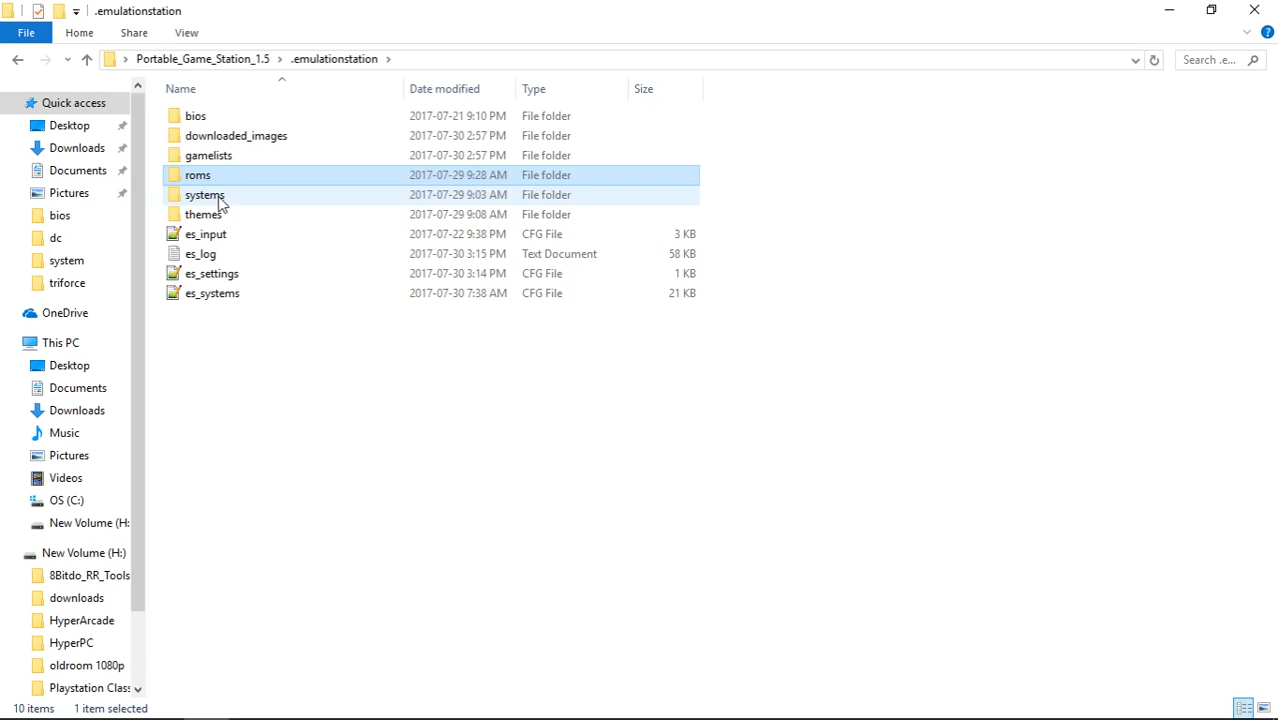 .emulationstation
File Home Share View
Portable_Game_Station_1.5 .emulationstation Search .e...
Name Date modified Type Size
Quick access
Desktop
Downloads
Documents
Pictures
bios
dc
system
triforce
OneDrive
This PC
Desktop
Documents
Downloads
Music
Pictures
Videos
OS (C:)
New Volume (H:
New Volume (H:)
8Bitdo_RR_Tools
downloads
HyperArcade
HyperPC
oldroom 1080p
Playstation Class
bios 2017-07-21 9:10 PM File folder
downloaded_images 2017-07-30 2:57 PM File folder
gamelists 2017-07-30 2:57 PM File folder
roms 2017-07-29 9:28 AM File folder
systems 2017-07-29 9:03 AM File folder
themes 2017-07-29 9:08 AM File folder
es_input 2017-07-22 9:38 PM CFG File 3 KB
es_log 2017-07-30 3:15 PM Text Document 58 KB
es_settings 2017-07-30 3:14 PM CFG File 1 KB
es_systems 2017-07-30 7:38 AM CFG File 21 KB
10 items 1 item selected